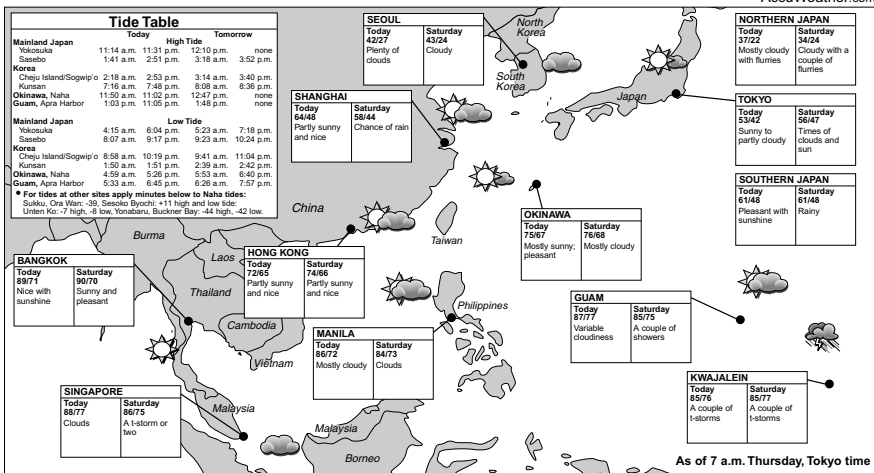 AccuWeather.com
Tide Table
Today Tomorrow
Mainland Japan High Tide
Yokosuka 11:14 a.m. 11:31 p.m. 12:10 p.m. none
Sasebo 1:41 a.m. 2:51 p.m. 3:18 a.m. 3:52 p.m.
Korea
Cheju Island/Sogwip'o 2:18 a.m. 2:53 p.m. 3:14 a.m. 3:40 p.m.
Kunsan 7:16 a.m. 7:48 p.m. 8:08 a.m. 8:36 p.m.
Okinawa, Naha 11:50 a.m. 11:02 p.m. 12:47 p.m. none
Guam, Apra Harbor 1:03 p.m. 11:05 p.m. 1:48 p.m. none
Mainland Japan Low Tide
Yokosuka 4:15 a.m. 6:04 p.m. 5:23 a.m. 7:18 p.m.
Sasebo 8:07 a.m. 9:17 p.m. 9:23 a.m. 10:24 p.m.
Korea
Cheju Island/Sogwip'o 8:58 a.m. 10:19 p.m. 9:41 a.m. 11:04 p.m.
Kunsan 1:50 a.m. 1:51 p.m. 2:39 a.m. 2:42 p.m.
Okinawa, Naha 4:59 a.m. 5:26 p.m. 5:53 a.m. 6:40 p.m.
Guam, Apra Harbor 5:33 a.m. 6:45 p.m. 6:26 a.m. 7:57 p.m.
• For tides at other sites apply minutes below to Naha tides:
Sukku, Ora Wan: -39, Sesoko Byochi: +11 high and low tide:
Unten Ko: -7 high, -8 low, Yonabaru, Buckner Bay: -44 high, -42 low.
SEOUL
Today Saturday
42/27 43/24
Plenty of Cloudy
clouds
North
Korea
South
Korea
Japan
NORTHERN JAPAN
Today Saturday
37/22 34/24
Mostly cloudy Cloudy with a
with flurries couple of
flurries
SHANGHAI
Today Saturday
64/48 58/44
Partly sunny Chance of rain
and nice
TOKYO
Today Saturday
53/42 56/47
Sunny to Times of
partly cloudy clouds and
sun
SOUTHERN JAPAN
Today Saturday
61/48 61/48
Pleasant with Rainy
sunshine
China
Taiwan
OKINAWA
Today Saturday
75/67 76/68
Mostly sunny; Mostly cloudy
pleasant
Burma
Laos
Thailand
Cambodia
Vietnam
BANGKOK
Today Saturday
89/71 90/70
Nice with Sunny and
sunshine pleasant
HONG KONG
Today Saturday
72/65 74/66
Partly sunny Partly sunny
and nice and nice
Philippines
GUAM
Today Saturday
87/77 85/75
Variable A couple of
cloudiness showers
MANILA
Today Saturday
86/72 84/73
Mostly cloudy Clouds
KWAJALEIN
Today Saturday
85/76 85/77
A couple of A couple of
t-storms t-storms
SINGAPORE
Today Saturday
88/77 86/75
Clouds A t-storm or
two
Malaysia
Malaysia
Borneo
As of 7 a.m. Thursday, Tokyo time